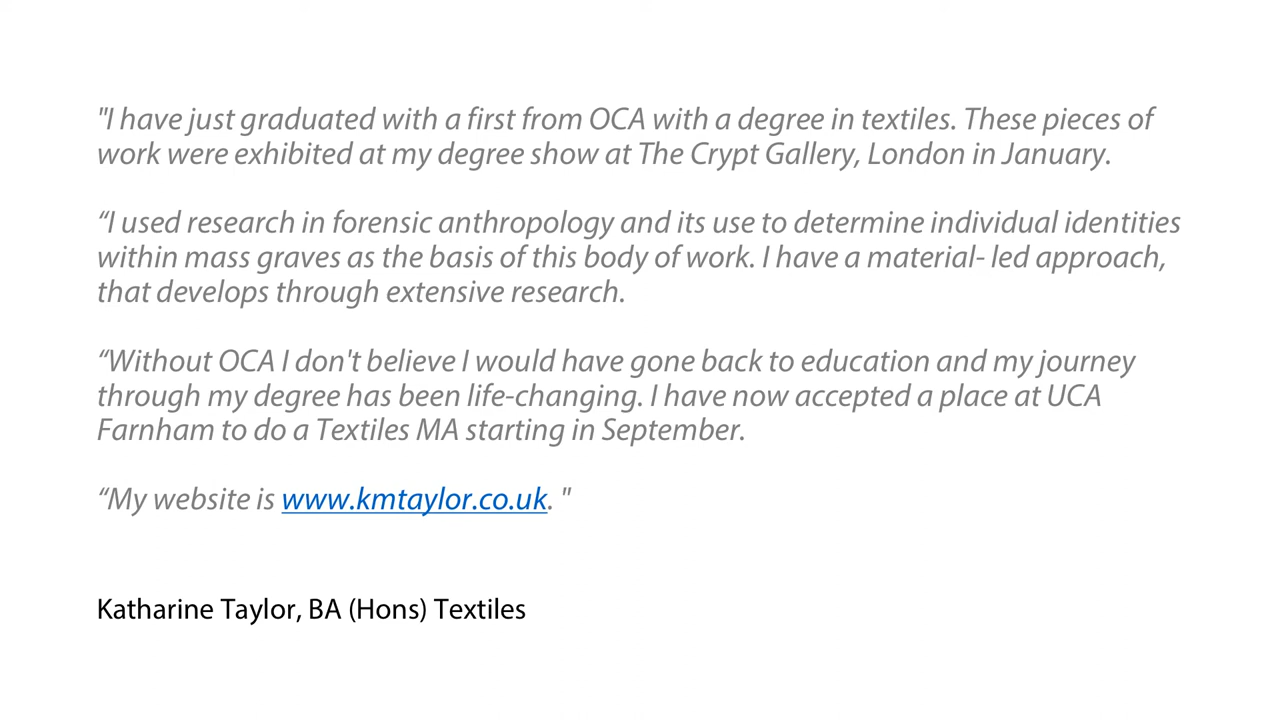 "I have just graduated with a first from OCA with a degree in textiles. These pieces of
work were exhibited at my degree show at The Crypt Gallery, London in January.
“I used research in forensic anthropology and its use to determine individual identities
within mass graves as the basis of this body of work. I have a material- led approach,
that develops through extensive research.
“Without OCA I don't believe I would have gone back to education and my journey
through my degree has been life-changing. I have now accepted a place at UCA
Farnham to do a Textiles MA starting in September.
“My website is www.kmtaylor.co.uk. "
Katharine Taylor, BA (Hons) Textiles